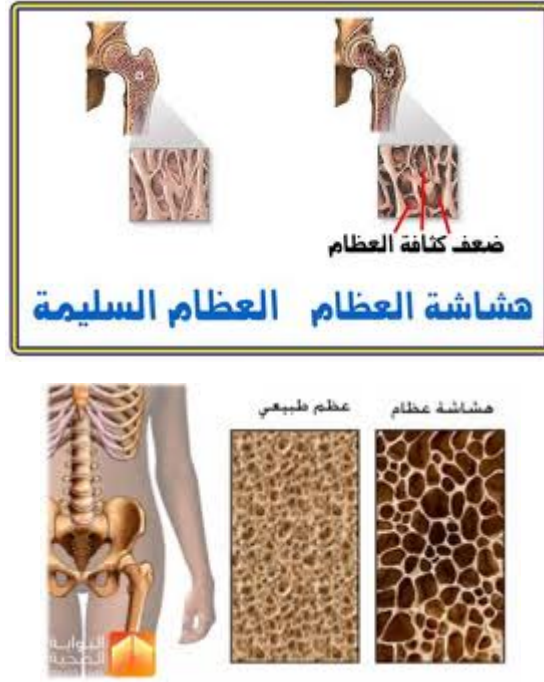 ضعف كثافة العظام
هشاشة العظام
العظام السليمة
هشاشة عظام
عظم طبيعي
البوابة
الصحية